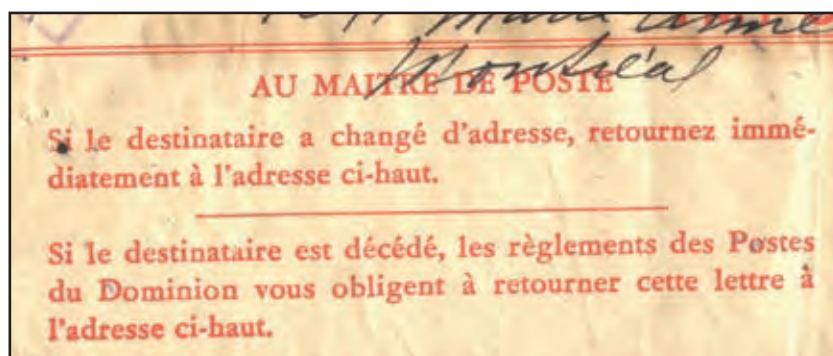 Montréal
AU MAITRE DE POSTE
Si le destinataire a changé d'adresse, retournez immé-
diatement à l'adresse ci-haut.
Si le destinataire est décédé, les règlements des Postes
du Dominion vous obligent à retourner cette lettre à
l'adresse ci-haut.